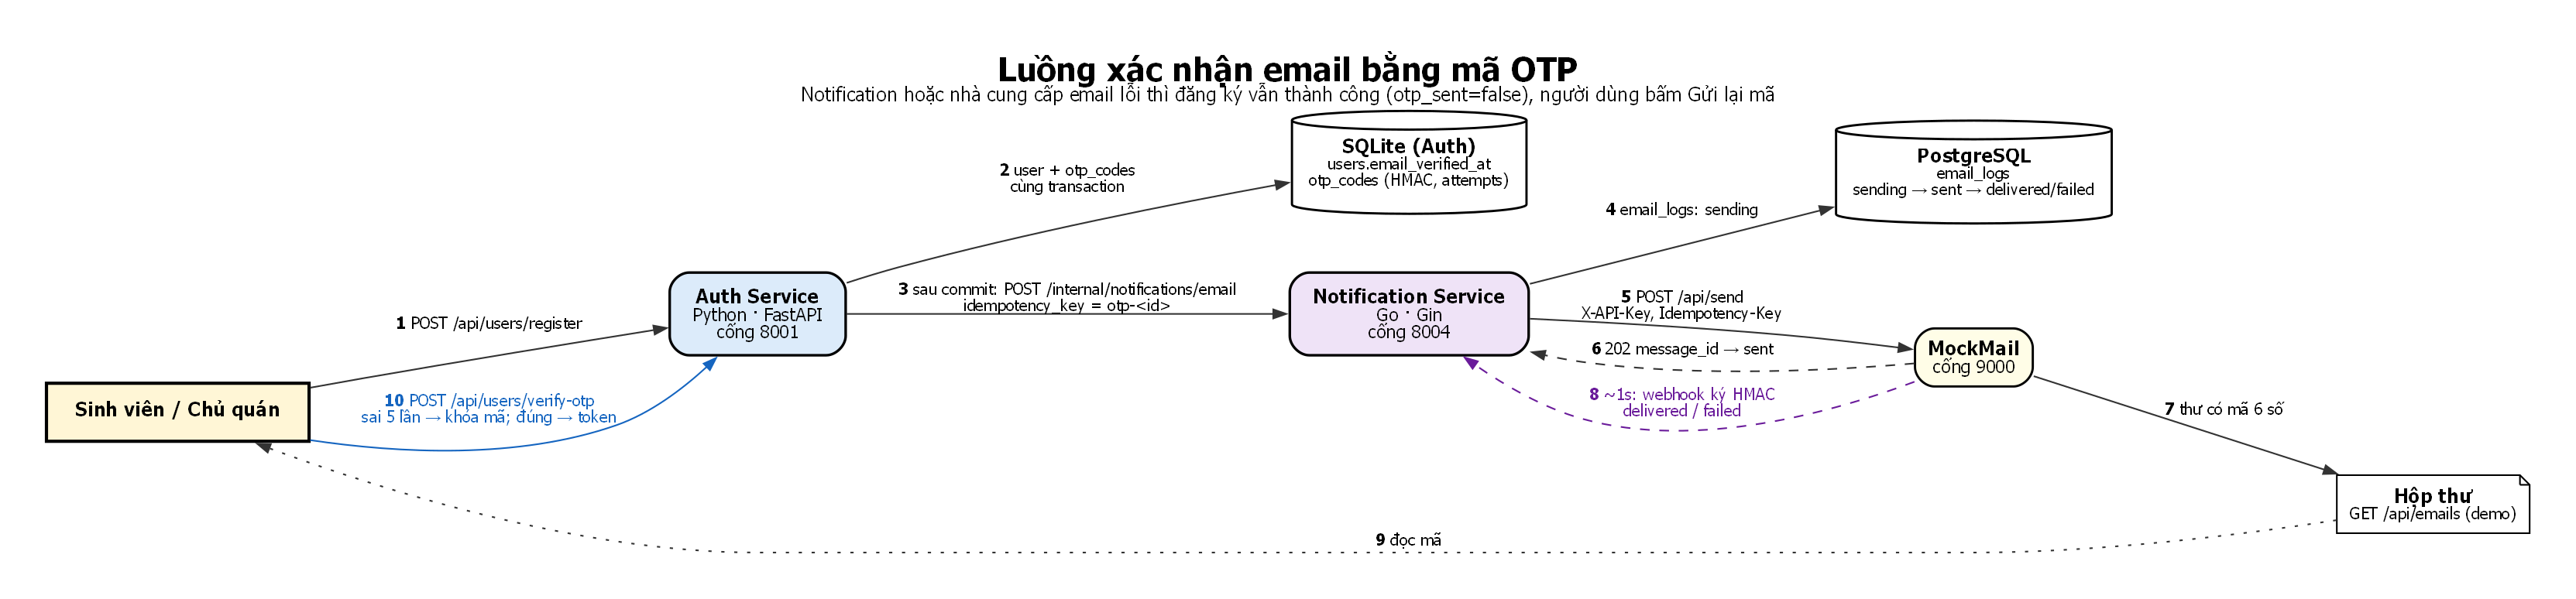 Luồng xác nhận email bằng mã OTP
Notification hoặc nhà cung cấp email lỗi thì đăng ký vẫn thành công (otp_sent=false), người dùng bấm Gửi lại mã
SQLite (Auth)
users.email_verified_at
otp_codes (HMAC, attempts)
PostgreSQL
email_logs
sending → sent → delivered/failed
2 user + otp_codes
cùng transaction
4 email_logs: sending
Auth Service
Python · FastAPI
cổng 8001
3 sau commit: POST /internal/notifications/email
idempotency_key = otp-<id>
Notification Service
Go · Gin
cổng 8004
5 POST /api/send
X-API-Key, Idempotency-Key
1 POST /api/users/register
6 202 message_id → sent
MockMail
cổng 9000
Sinh viên / Chủ quán
10 POST /api/users/verify-otp
sai 5 lần → khóa mã; đúng → token
8 ~1s: webhook ký HMAC
delivered / failed
7 thư có mã 6 số
Hộp thư
GET /api/emails (demo)
9 đọc mã